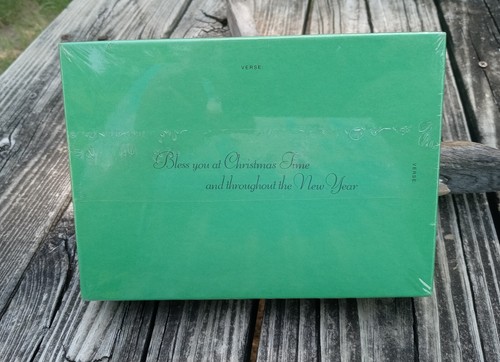 VERSE:
Bless you at Christmas Time
and throughout the New Year
VERSE